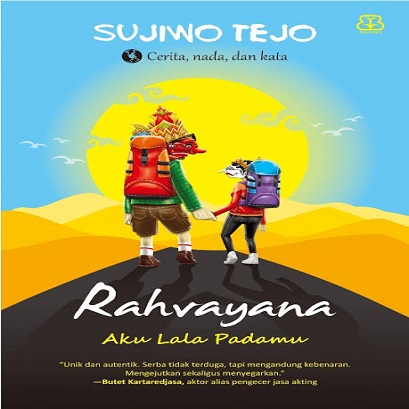 SUJIWO TEJO
Cerita, nada, dan kata
Rahvayana
Aku Lala Padamu
"Unik dan autentik. Serba tidak terduga, tapi mengandung kebenaran.
Mengejutkan sekaligus menyegarkan."
—Butet Kartaredjasa, aktor alias pengecer jasa akting